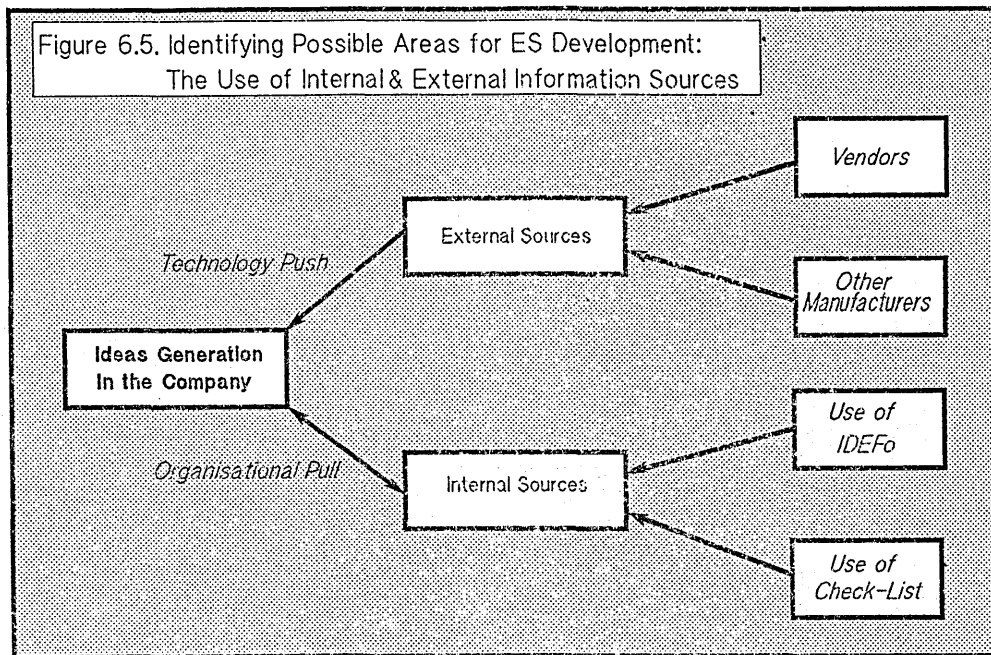 Figure 6.5. Identifying Possible Areas for ES Development:
The Use of Internal & External Information Sources
Vendors
External Sources
Technology Push
Other
Manufacturers
Ideas Generation
In the Company
Use of
IDEFo
Organisational Pull
Internal Sources
Use of
Check-List